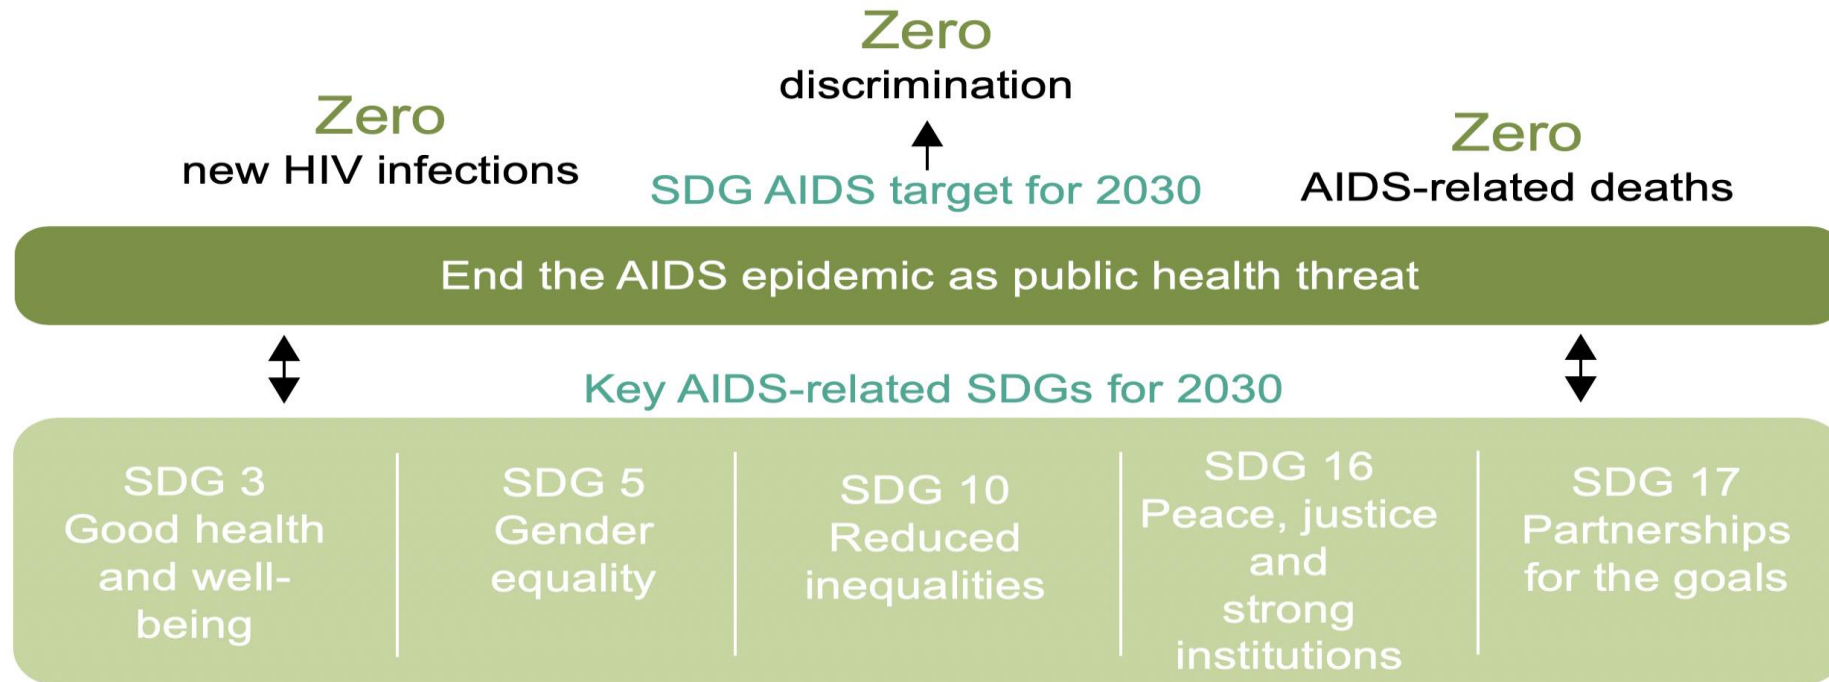 Zero
discrimination
Zero
new HIV infections
Zero
AIDS-related deaths
SDG AIDS target for 2030
End the AIDS epidemic as public health threat
Key AIDS-related SDGs for 2030
SDG 3
Good health
and well-
being
SDG 5
Gender
equality
SDG 10
Reduced
inequalities
SDG 16
Peace, justice
and
strong
institutions
SDG 17
Partnerships
for the goals